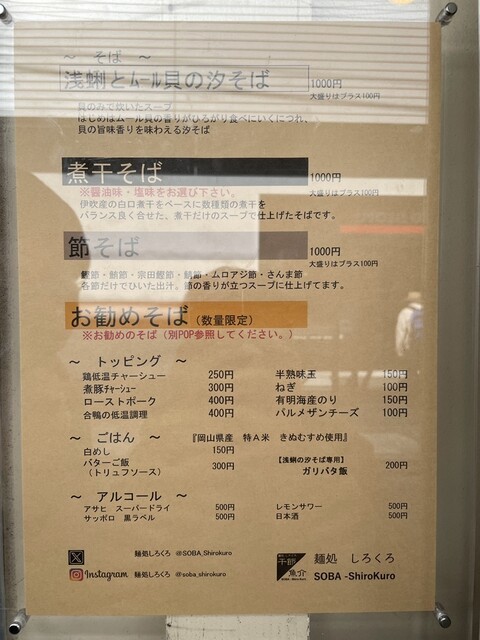 ～ そば ～
浅蜊とムール貝の汐そば 1000円
大盛りはプラス100円
貝のみで炊いたスープ
はじめはムール貝の香りがひろがり食べにいくにつれ、
貝の旨味香りを味わえる汐そば
煮干そば 1000円
※醤油味・塩味をお選び下さい。 大盛りはプラス100円
伊吹産の白口煮干をベースに数種類の煮干を
バランス良く合せた、煮干だけのスープで仕上げたそばです。
節そば 1000円
大盛りはプラス100円
鰹節・鮪節・宗田鰹節・鯖節・ムロアジ節・さんま節
各節だけでひいた出汁。節の香りが立つスープに仕上げてます。
お勧めそば（数量限定）
※お勧めのそば（別POP参照してください。）
～ トッピング ～
鶏低温チャーシュー 250円 半熟味玉 150円
煮豚チャーシュー 300円 ねぎ 100円
ローストポーク 400円 有明海産のり 150円
合鴨の低温調理 400円 パルメザンチーズ 100円
～ ごはん ～ 『岡山県産 特A米 きぬむすめ使用』
白めし 150円
バターご飯
（トリュフソース） 300円
【浅蜊の汐そば専用】
ガリバタ飯 200円
～ アルコール ～
アサヒ スーパードライ 500円 レモンサワー 500円
サッポロ 黒ラベル 500円 日本酒 500円
X 麺処しろくろ @SOBA_Shirokuro
Instagram 麺処しろくろ @soba_shirokuro
麺処 しろくろ
SOBA -ShiroKuro